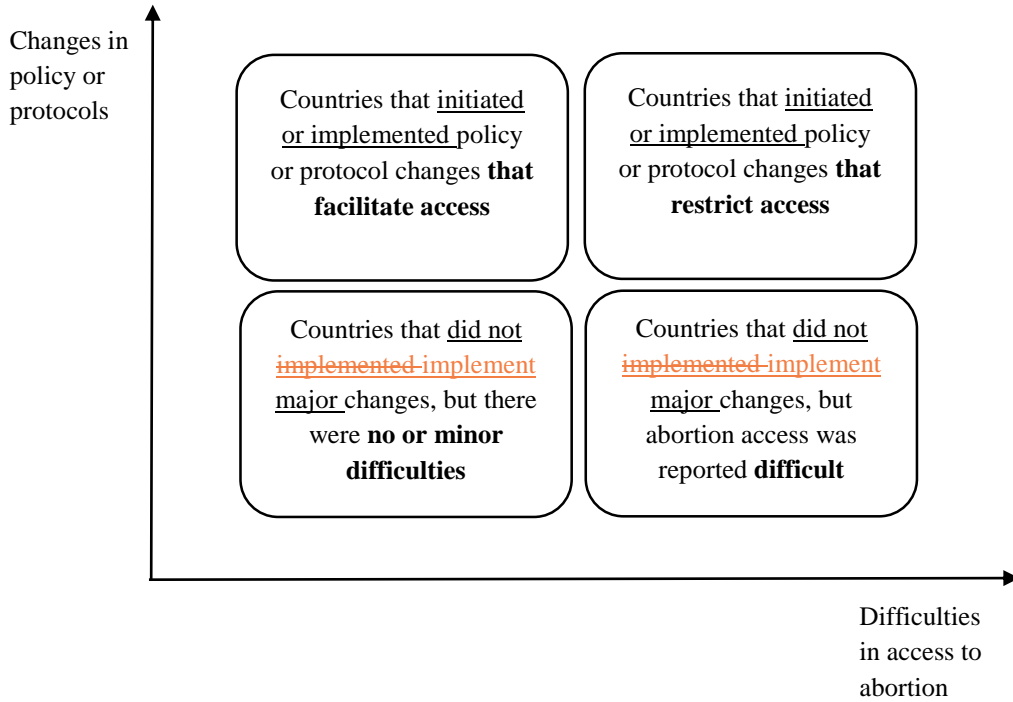 Changes in
policy or
protocols
Countries that initiated
or implemented policy
or protocol changes that
facilitate access
Countries that initiated
or implemented policy
or protocol changes that
restrict access
Countries that did not
implemented implement
major changes, but there
were no or minor
difficulties
Countries that did not
implemented implement
major changes, but
abortion access was
reported difficult
Difficulties
in access to
abortion